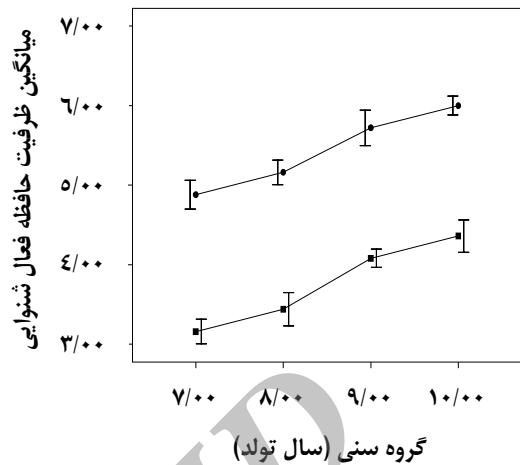 میانگین ظرفیت حافظه فعال شنوایی
۷/۰۰
۶/۰۰
۵/۰۰
۴/۰۰
۳/۰۰
۷/۰۰ ۸/۰۰ ۹/۰۰ ۱۰/۰۰
گروه سنی (سال تولد)